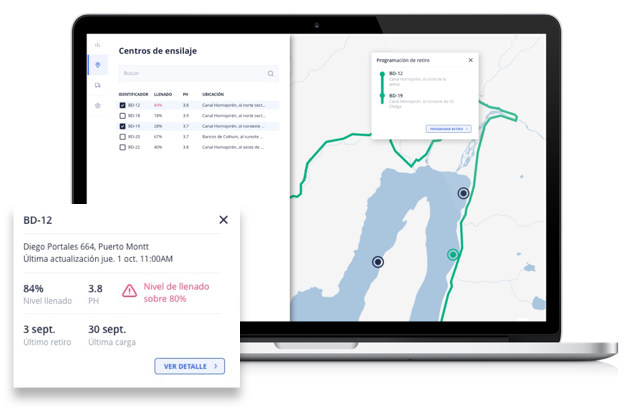 Centros de ensilaje
Buscar
IDENTIFICADOR LLENADO PH UBICACIÓN
BD-12 84% 3.8 Canal Hornopirén, al norte sect...
BD-18 18% 3.9 Canal Hornopirén, al norte sect...
BD-19 28% 3.7 Canal Hornopirén, al noroeste ...
BD-20 67% 3.7 Bancos de Calhuín, al sureste ...
BD-22 40% 3.8 Canal Hornopirén, al oeste de ...
Programación de retiro
BD-12
Canal Hornopirén, al norte de la
BD-19
Canal Hornopirén, al noroeste de
PROGRAMAR RETIRO
BD-12
Diego Portales 664, Puerto Montt
Última actualización jue. 1 oct. 11:00AM
84%
Nivel llenado
3.8
PH
Nivel de llenado
sobre 80%
3 sept.
Último retiro
30 sept.
Última carga
VER DETALLE